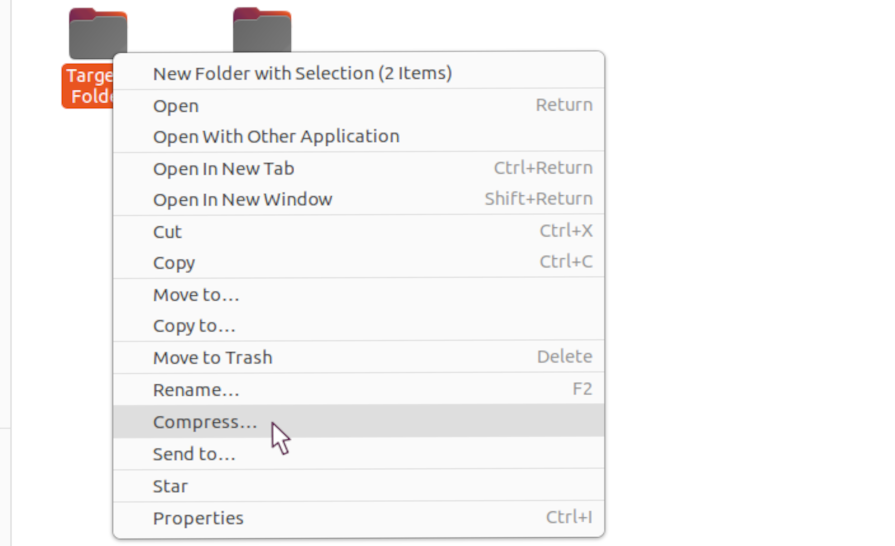 New Folder with Selection (2 Items)
Open Return
Open With Other Application
Open In New Tab Ctrl+Return
Open In New Window Shift+Return
Cut Ctrl+X
Copy Ctrl+C
Move to…
Copy to…
Move to Trash Delete
Rename… F2
Compress…
Send to…
Star
Properties Ctrl+I